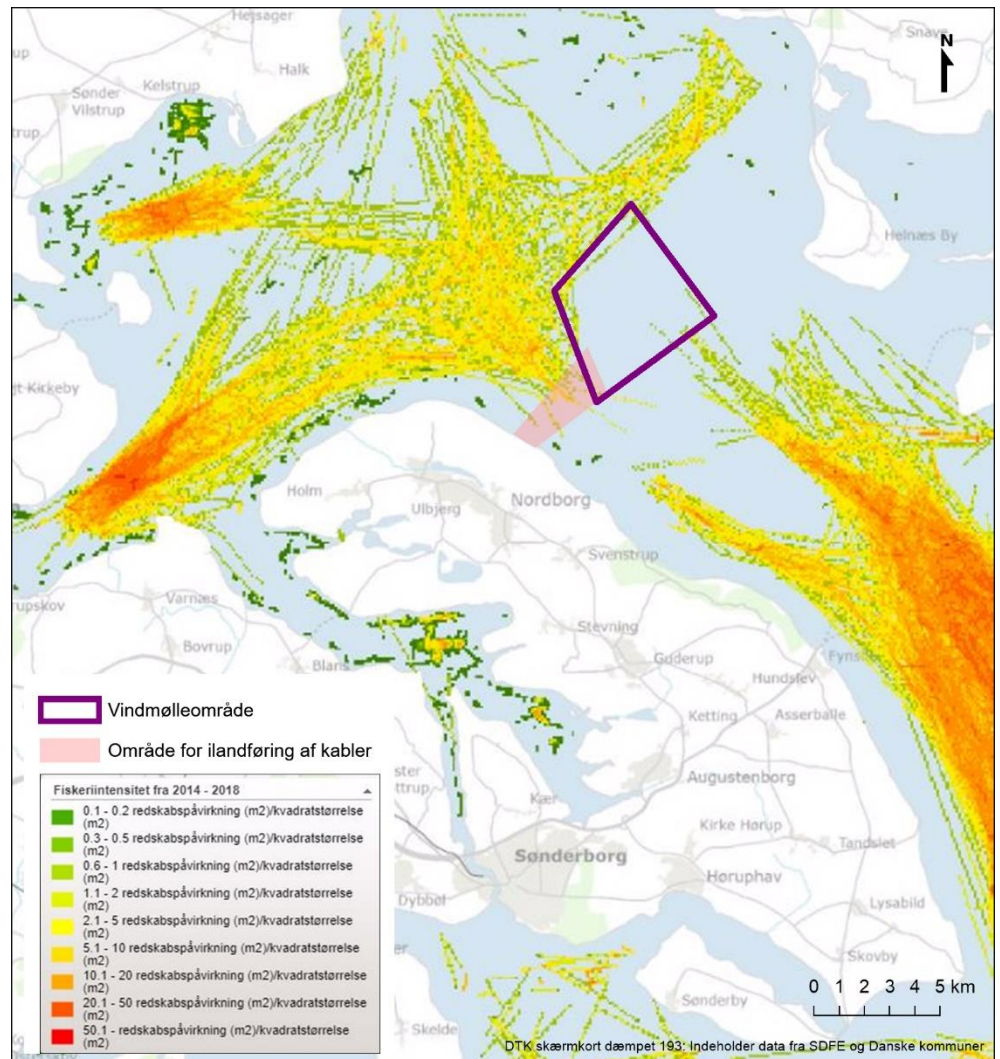 Hejsager
Snave
Halk
N
Kelstrup
Sønder
Vilstrup
Helnæs By
Holm
Nordborg
Ulbjerg
Svenstrup
Varnæs
Stevning
Bovrup
Guderup
Blans
Hundslev
Ketting
Asserballe
Augustenborg
Kær
Kirke Hørup
Tandslet
Sønderborg
Høruphav
Dybbøl
Lysabild
Skovby
Sønderby
Skelde
Vindmølleområde
Område for ilandføring af kabler
Fiskeriintensitet fra 2014 - 2018
0.1 - 0.2 redskabspåvirkning (m2)/kvadratstørrelse
(m2)
0.3 - 0.5 redskabspåvirkning (m2)/kvadratstørrelse
(m2)
0.6 - 1 redskabspåvirkning (m2)/kvadratstørrelse
(m2)
1.1 - 2 redskabspåvirkning (m2)/kvadratstørrelse
(m2)
2.1 - 5 redskabspåvirkning (m2)/kvadratstørrelse
(m2)
5.1 - 10 redskabspåvirkning (m2)/kvadratstørrelse
(m2)
10.1 - 20 redskabspåvirkning (m2)/kvadratstørrelse
(m2)
20.1 - 50 redskabspåvirkning (m2)/kvadratstørrelse
(m2)
50.1 - redskabspåvirkning (m2)/kvadratstørrelse
(m2)
0 1 2 3 4 5 km
DTK skærmkort dæmpet 193: Indeholder data fra SDFE og Danske kommuner